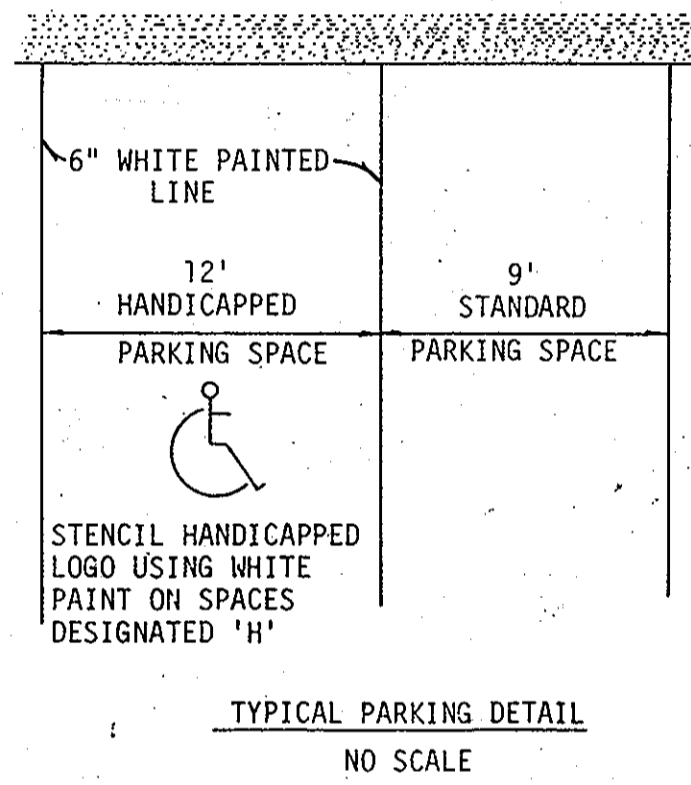 6" WHITE PAINTED
LINE
12'
HANDICAPPED
PARKING SPACE
9'
STANDARD
PARKING SPACE
STENCIL HANDICAPPED
LOGO USING WHITE
PAINT ON SPACES
DESIGNATED 'H'
TYPICAL PARKING DETAIL
NO SCALE